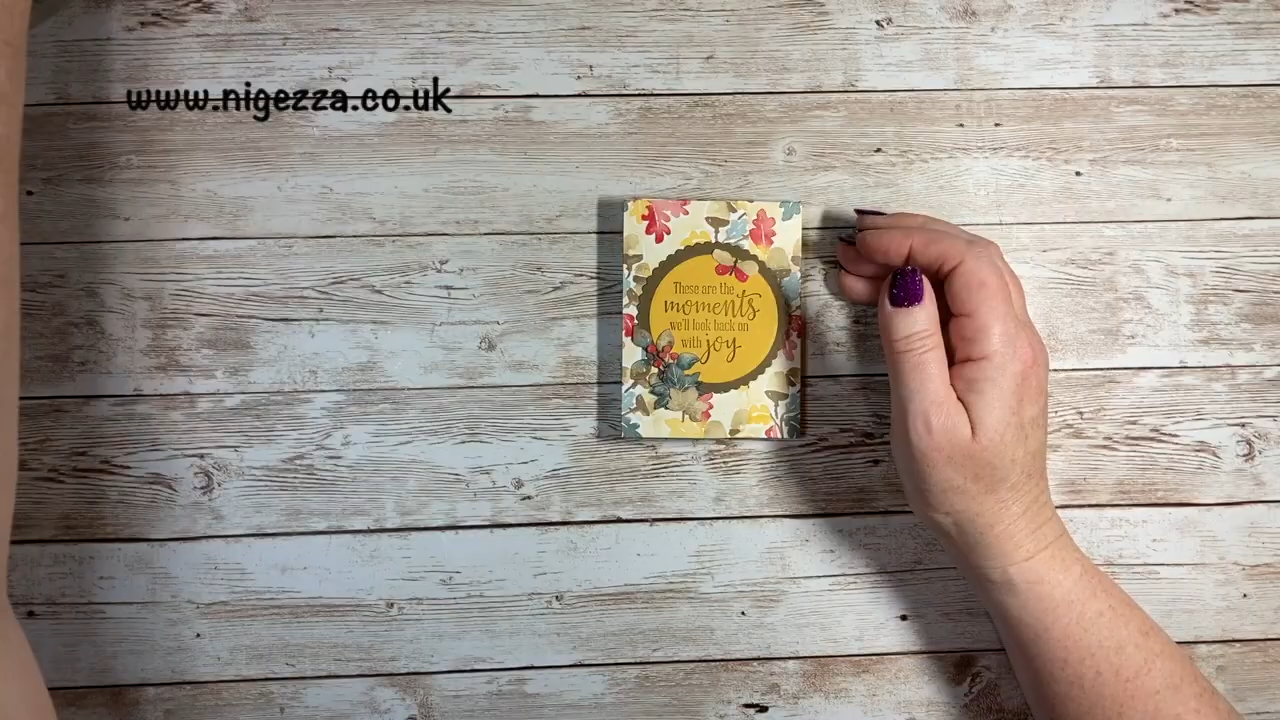 www.nigezza.co.uk
These are the
moments
we'll look back on
with joy